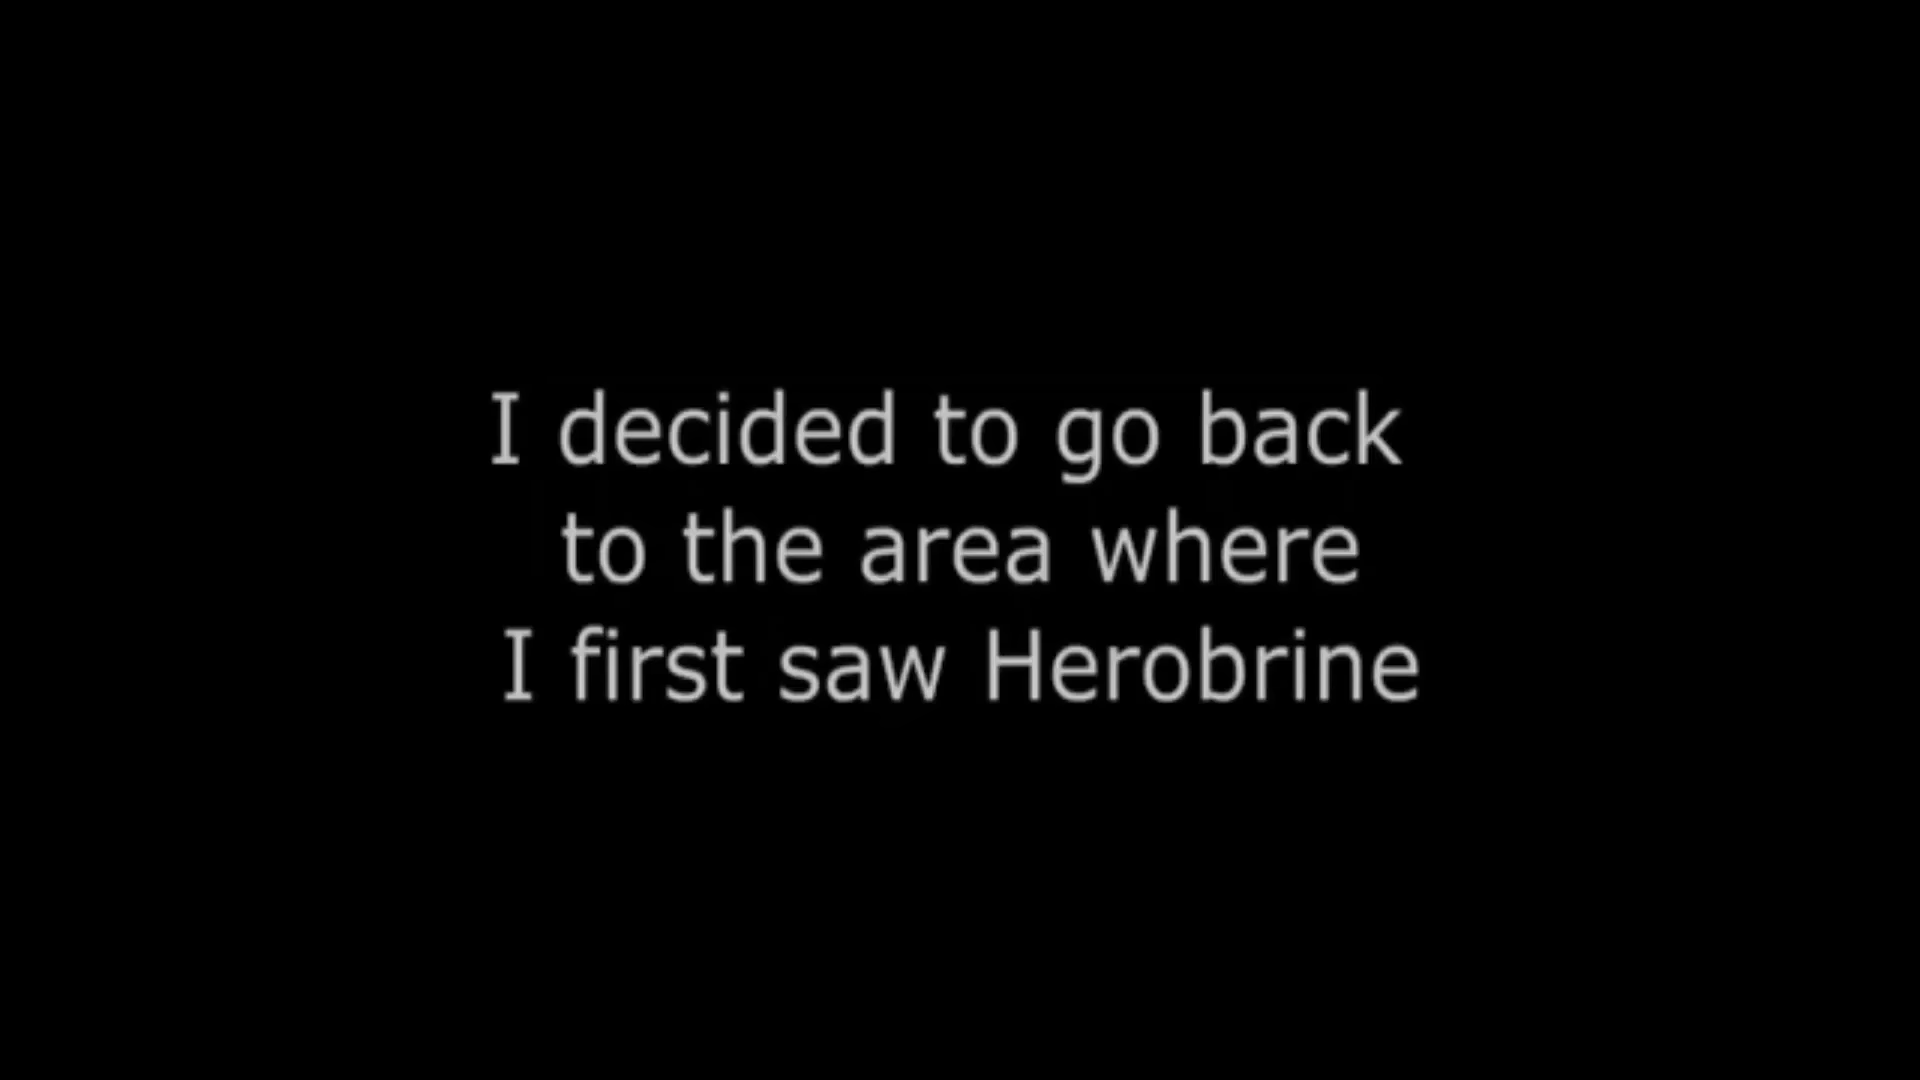 I decided to go back
to the area where
I first saw Herobrine